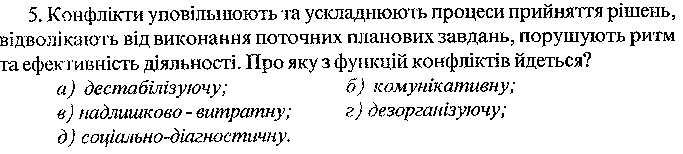 5. Конфлікти уповільнюють та ускладнюють процеси прийняття рішень,
відволікають від виконання поточних планових завдань, порушують ритм
та ефективність діяльності. Про яку з функцій конфліктів йдеться?
а) дестабілізуючу; б) комунікативну;
в) надлишково - витратну; г) дезорганізуючу;
д) соціально-діагностичну.